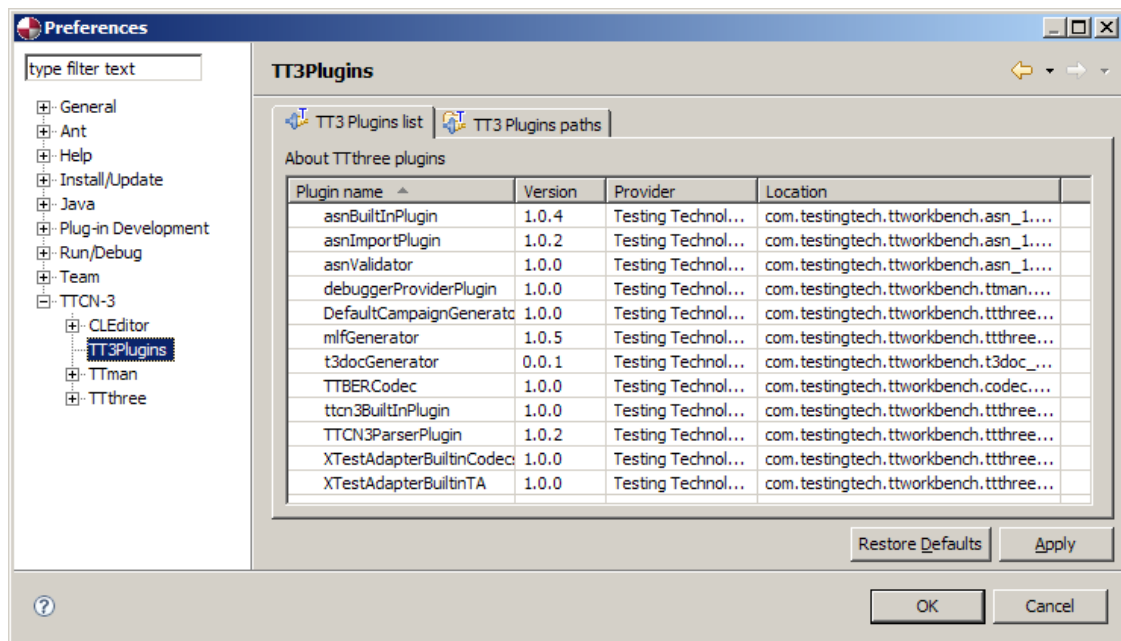 Preferences
type filter text
General
Ant
Help
Install/Update
Java
Plug-in Development
Run/Debug
Team
TTCN-3
CLEditor
TT3Plugins
TTman
TTthree
TT3Plugins
TT3 Plugins list TT3 Plugins paths
About TTthree plugins
Plugin name Version Provider Location
asnBuiltInPlugin 1.0.4 Testing Technol... com.testingtech.ttworkbench.asn_1....
asnImportPlugin 1.0.2 Testing Technol... com.testingtech.ttworkbench.asn_1....
asnValidator 1.0.0 Testing Technol... com.testingtech.ttworkbench.asn_1....
debuggerProviderPlugin 1.0.0 Testing Technol... com.testingtech.ttworkbench.ttman....
DefaultCampaignGenerato 1.0.0 Testing Technol... com.testingtech.ttworkbench.ttthree...
mlfGenerator 1.0.5 Testing Technol... com.testingtech.ttworkbench.ttthree...
t3docGenerator 0.0.1 Testing Technol... com.testingtech.ttworkbench.t3doc_...
TTBERCodec 1.0.0 Testing Technol... com.testingtech.ttworkbench.codec....
ttcn3BuiltInPlugin 1.0.0 Testing Technol... com.testingtech.ttworkbench.ttthree...
TTCN3ParserPlugin 1.0.2 Testing Technol... com.testingtech.ttworkbench.ttthree...
XTestAdapterBuiltinCodecs 1.0.0 Testing Technol... com.testingtech.ttworkbench.ttthree...
XTestAdapterBuiltinTA 1.0.0 Testing Technol... com.testingtech.ttworkbench.ttthree...
Restore Defaults Apply
OK Cancel